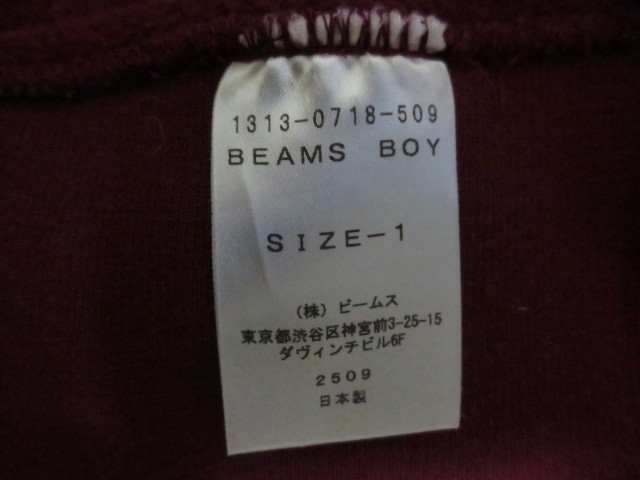 1313-0718-509
BEAMS BOY
SIZE-1
(株)ビームス
東京都渋谷区神宮前3-25-15
ダヴィンチビル6F
2509
日本製